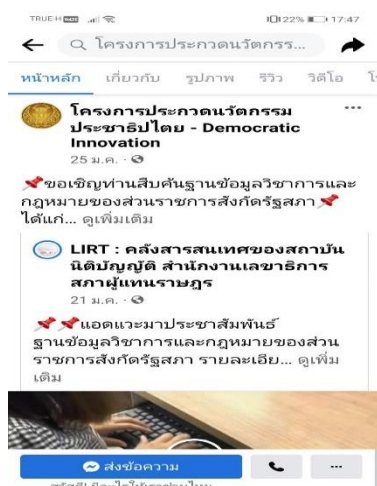 TRUE-H
22% 17:47
โครงการประกวดนวัตกรร...
หน้าหลัก เกี่ยวกับ รูปภาพ รีวิว วิดีโอ
โครงการประกวดนวัตกรรม
ประชาธิปไตย - Democratic
Innovation
25 ม.ค. ·
ขอเชิญท่านสืบค้นฐานข้อมูลวิชาการและ
กฎหมายของส่วนราชการสังกัดรัฐสภา
ได้แก่... ดูเพิ่มเติม
LIRT : คลังสารสนเทศของสถาบัน
นิติบัญญัติ สำนักงานเลขาธิการ
สภาผู้แทนราษฎร
21 ม.ค. ·
แอดแวะมาประชาสัมพันธ์
ฐานข้อมูลวิชาการและกฎหมายของส่วน
ราชการสังกัดรัฐสภา รายละเอีย... ดูเพิ่ม
เติม
ส่งข้อความ